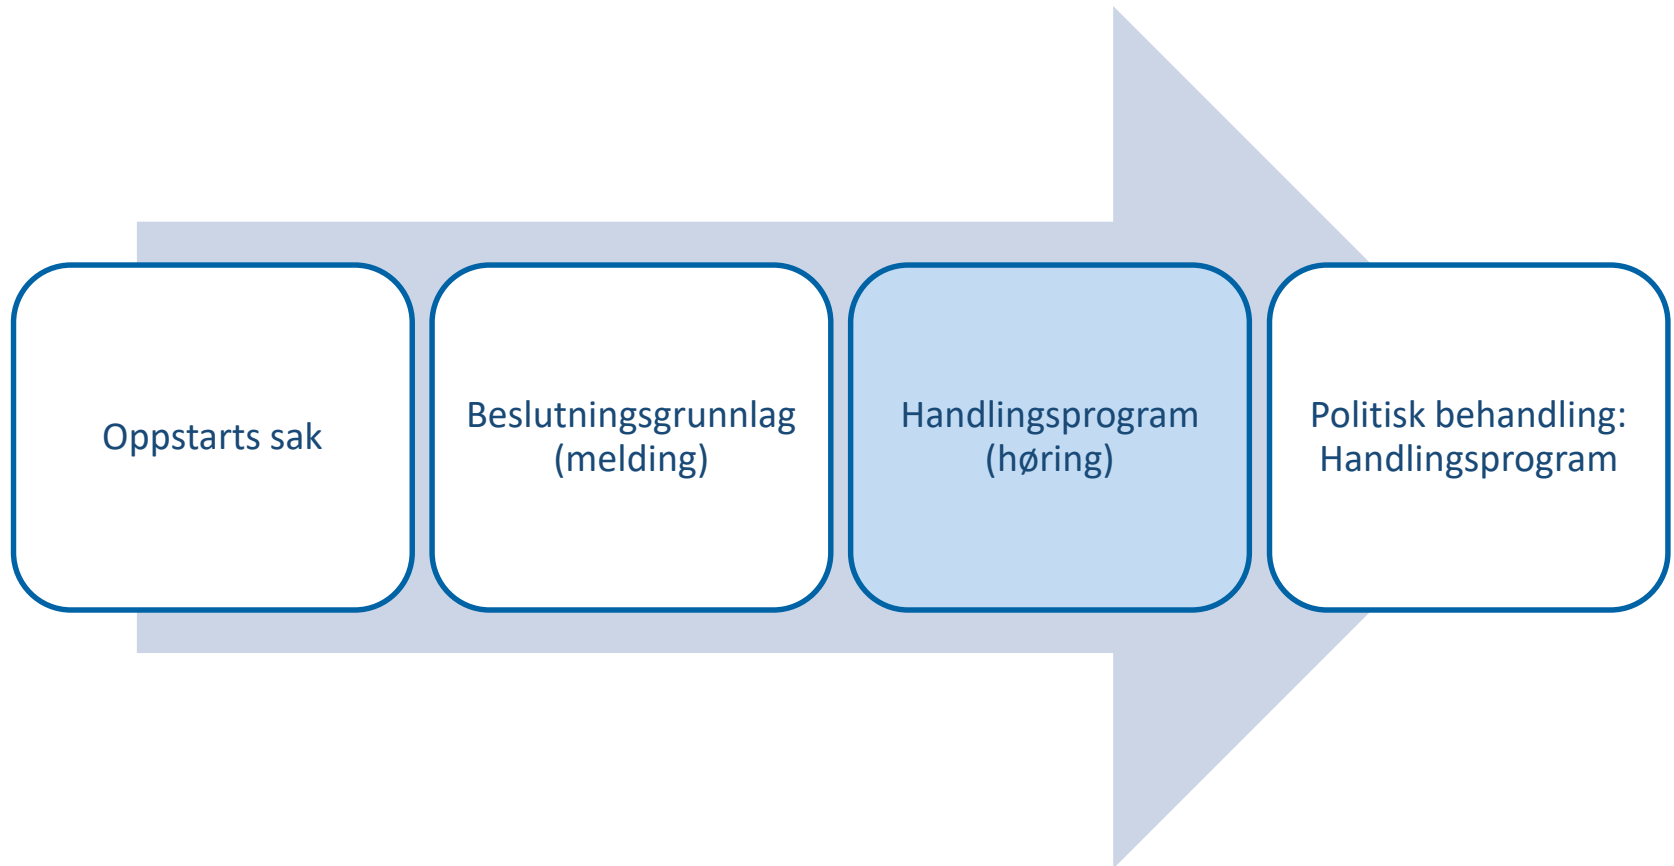 Oppstarts sak
Beslutningsgrunnlag
(melding)
Handlingsprogram
(høring)
Politisk behandling:
Handlingsprogram